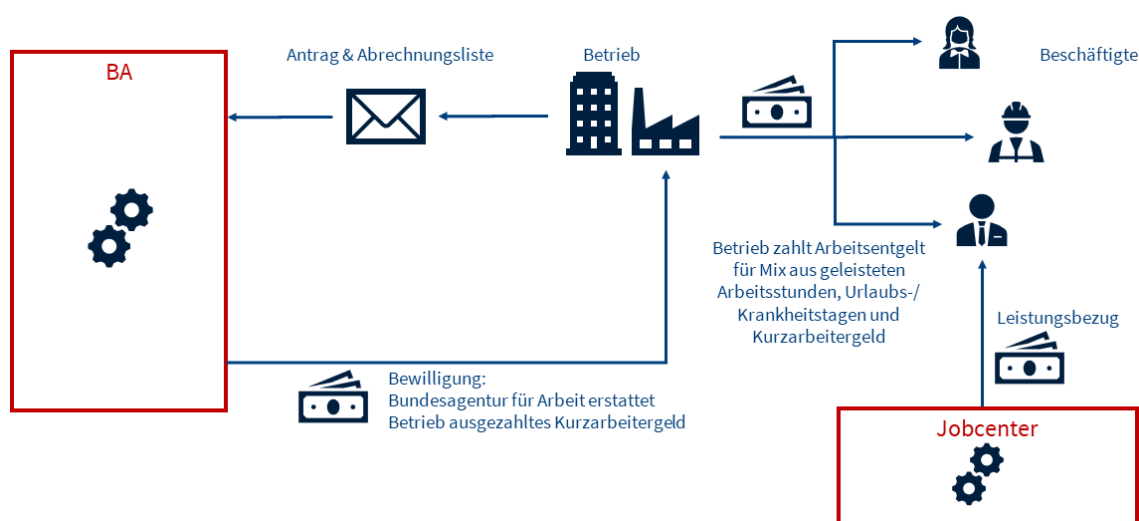 BA
Antrag & Abrechnungsliste
Betrieb
Beschäftigte
Betrieb zahlt Arbeitsentgelt
für Mix aus geleisteten
Arbeitsstunden, Urlaubs-/
Krankheitstagen und
Kurzarbeitergeld
Leistungsbezug
Bewilligung:
Bundesagentur für Arbeit erstattet
Betrieb ausgezahltes Kurzarbeitergeld
Jobcenter